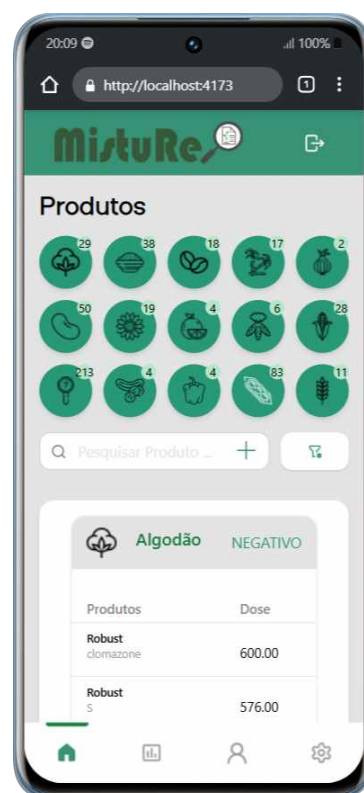 20:09
100%
http://localhost:4173
1
MistuRe
Produtos
29 38 18 17 2
50 19 4 6 28
213 4 4 83 11
Pesquisar Produto ...
Algodão NEGATIVO
Produtos Dose
Robust
clomazone 600.00
Robust
S 576.00